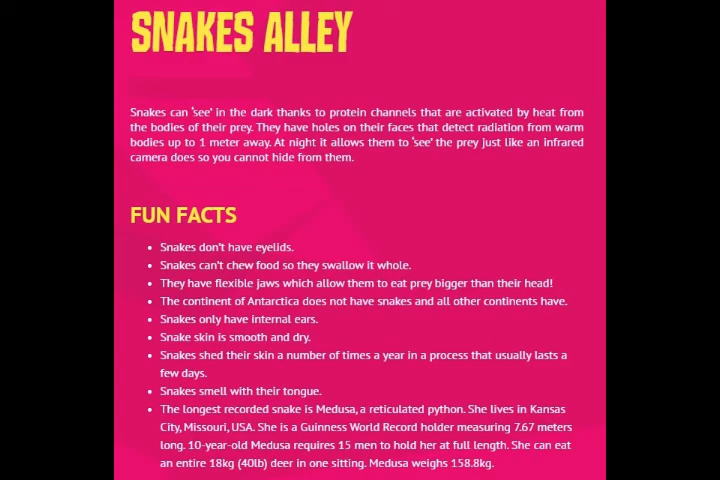 SNAKES ALLEY
Snakes can 'see' in the dark thanks to protein channels that are activated by heat from
the bodies of their prey. They have holes on their faces that detect radiation from warm
bodies up to 1 meter away. At night it allows them to 'see' the prey just like an infrared
camera does so you cannot hide from them.
FUN FACTS
• Snakes don't have eyelids.
• Snakes can't chew food so they swallow it whole.
• They have flexible jaws which allow them to eat prey bigger than their head!
• The continent of Antarctica does not have snakes and all other continents have.
• Snakes only have internal ears.
• Snake skin is smooth and dry.
• Snakes shed their skin a number of times a year in a process that usually lasts a
few days.
• Snakes smell with their tongue.
• The longest recorded snake is Medusa, a reticulated python. She lives in Kansas
City, Missouri, USA. She is a Guinness World Record holder measuring 7.67 meters
long. 10-year-old Medusa requires 15 men to hold her at full length. She can eat
an entire 18kg (40lb) deer in one sitting. Medusa weighs 158.8kg.